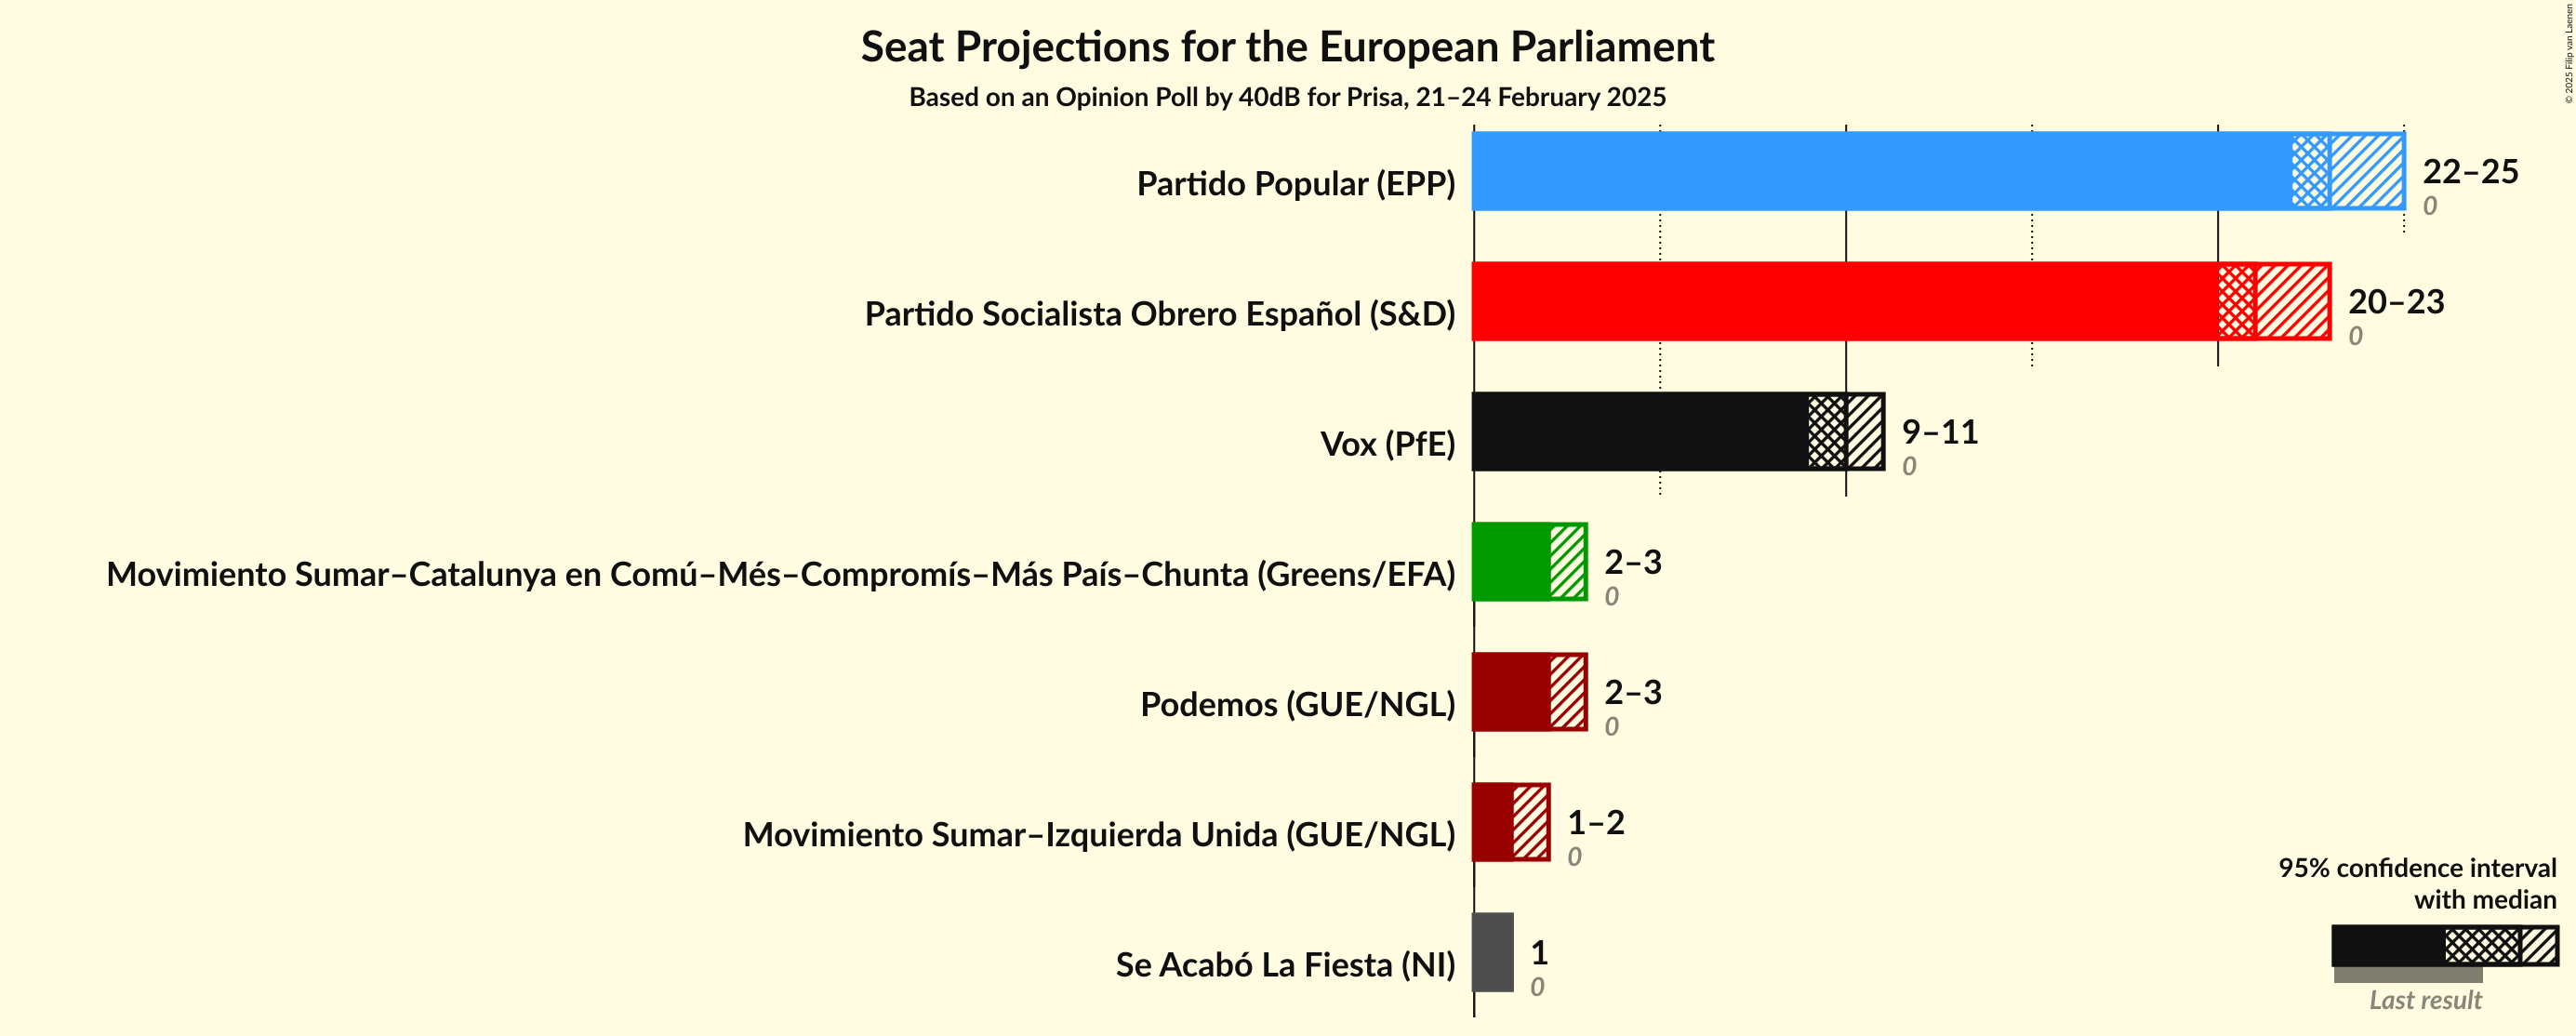 Seat Projections for the European Parliament
Based on an Opinion Poll by 40dB for Prisa, 21–24 February 2025
© 2025 Filip van Laenen
Partido Popular (EPP)
22–25
0
Partido Socialista Obrero Español (S&D)
20–23
0
Vox (PfE)
9–11
0
Movimiento Sumar–Catalunya en Comú–Més–Compromís–Más País–Chunta (Greens/EFA)
2–3
0
Podemos (GUE/NGL)
2–3
0
Movimiento Sumar–Izquierda Unida (GUE/NGL)
1–2
0
Se Acabó La Fiesta (NI)
1
0
95% confidence interval
with median
Last result